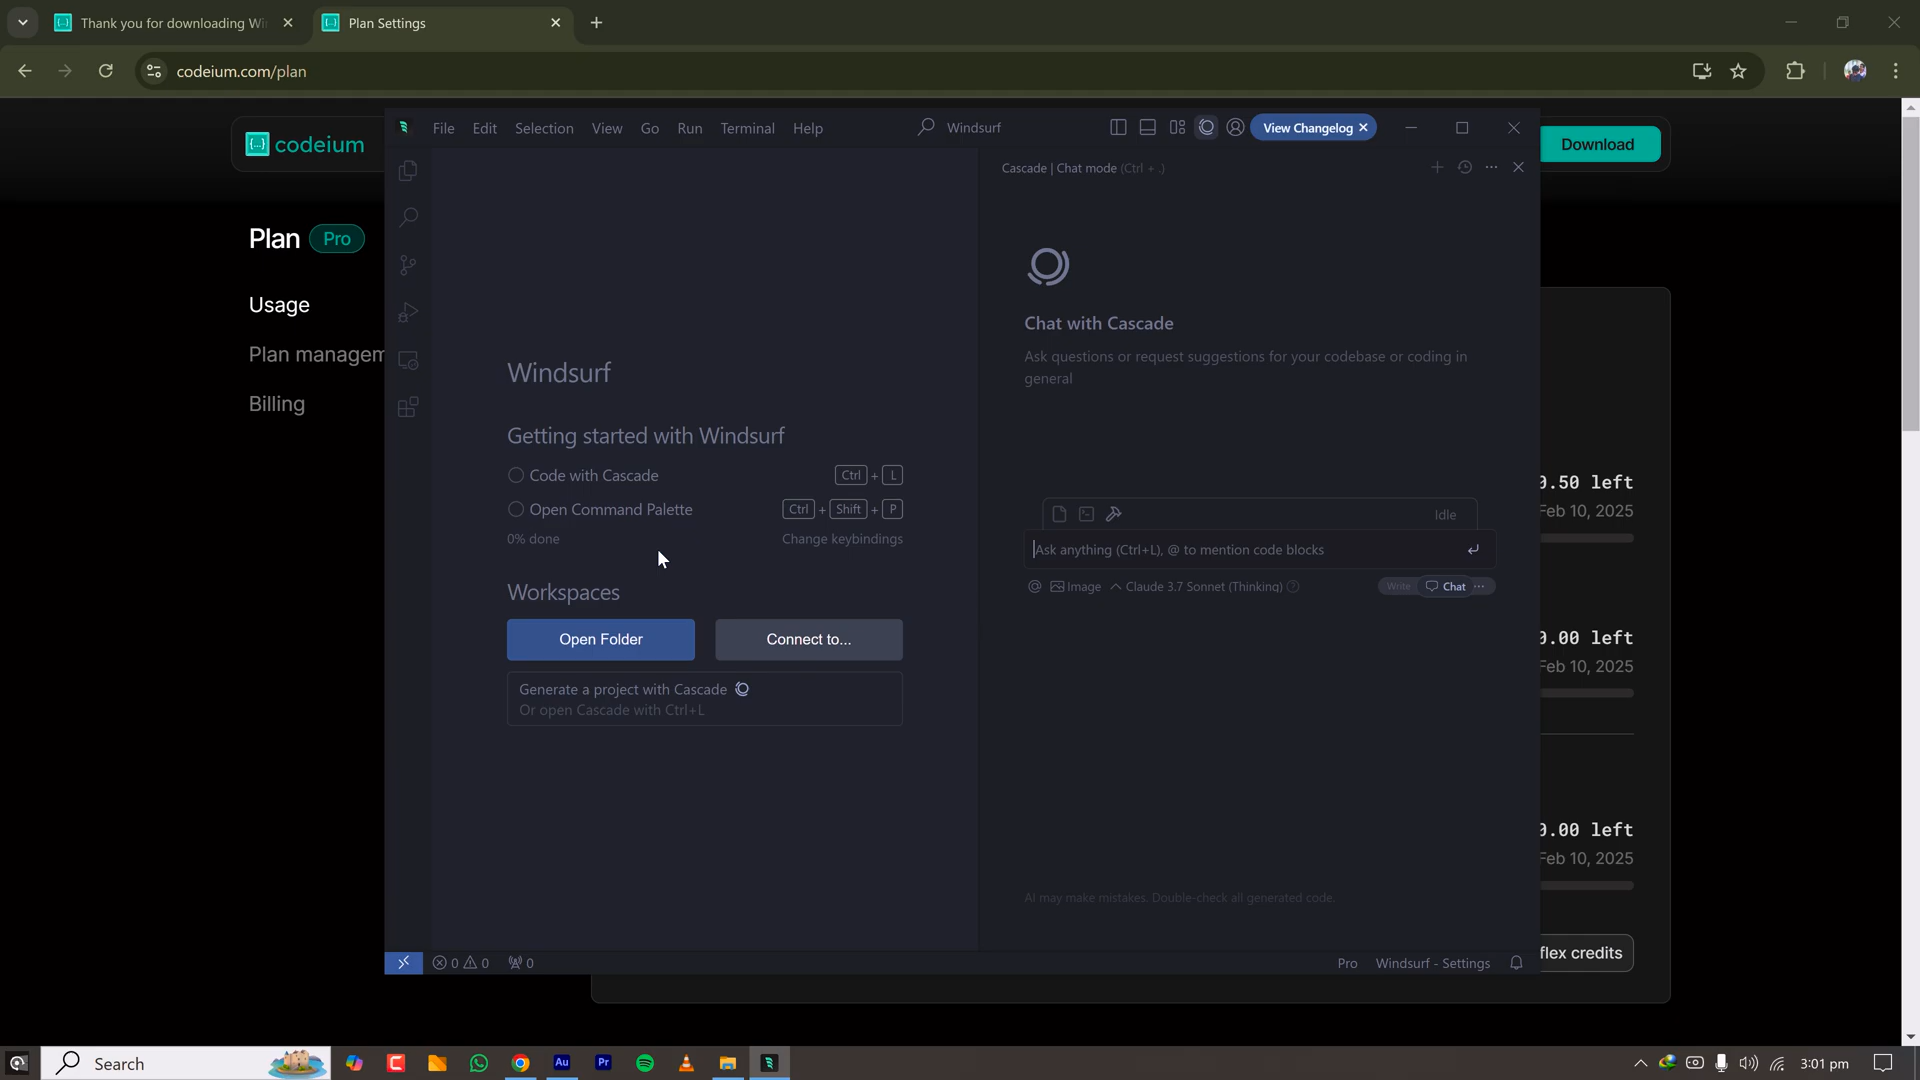 Thank you for downloading Wi
Plan Settings
codeium.com/plan
codeium
Download
File Edit Selection View Go Run Terminal Help
Windsurf
View Changelog
Cascade | Chat mode (Ctrl + .)
Plan Pro
Usage
Plan managem
Billing
Chat with Cascade
Ask questions or request suggestions for your codebase or coding in
general
Windsurf
Getting started with Windsurf
Code with Cascade Ctrl + L
Open Command Palette Ctrl + Shift + P
0% done Change keybindings
Workspaces
Open Folder Connect to...
Generate a project with Cascade
Or open Cascade with Ctrl+L
Idle
Ask anything (Ctrl+L), @ to mention code blocks
Image Claude 3.7 Sonnet (Thinking) Write Chat
AI may make mistakes. Double-check all generated code.
0.50 left
Feb 10, 2025
0.00 left
Feb 10, 2025
0.00 left
Feb 10, 2025
flex credits
0 0 0
Pro Windsurf - Settings
Search
Au
Pr
3:01 pm